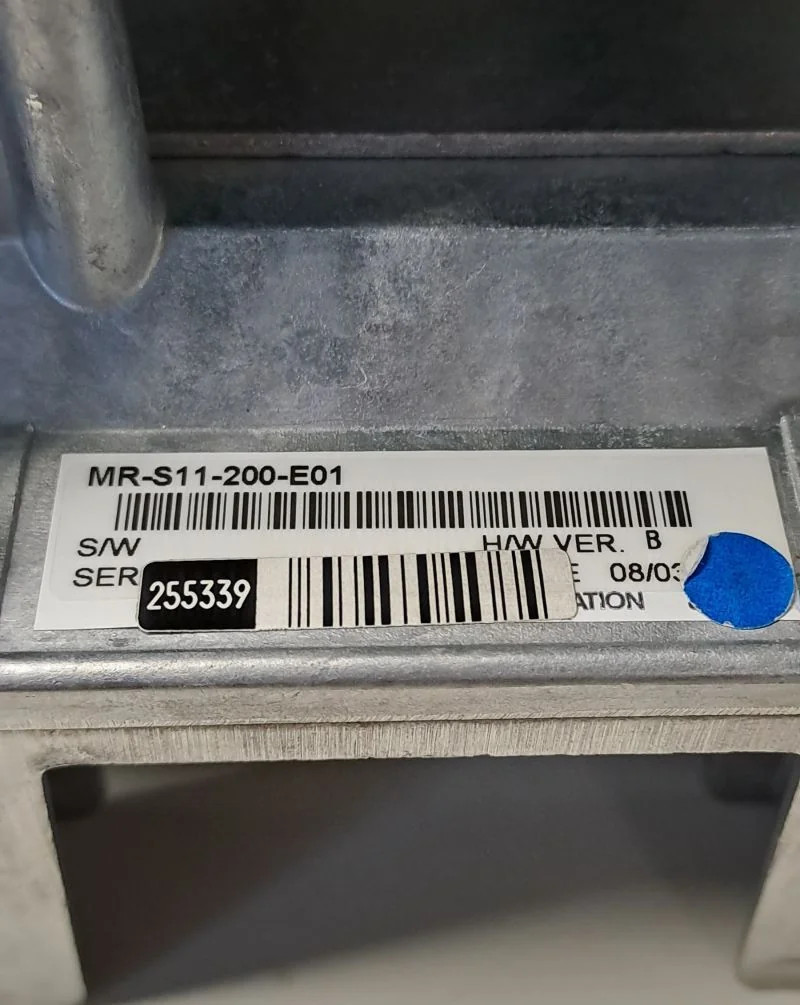 MR-S11-200-E01
S/W H/W VER. B
SER 255339 E 08/03
ATION